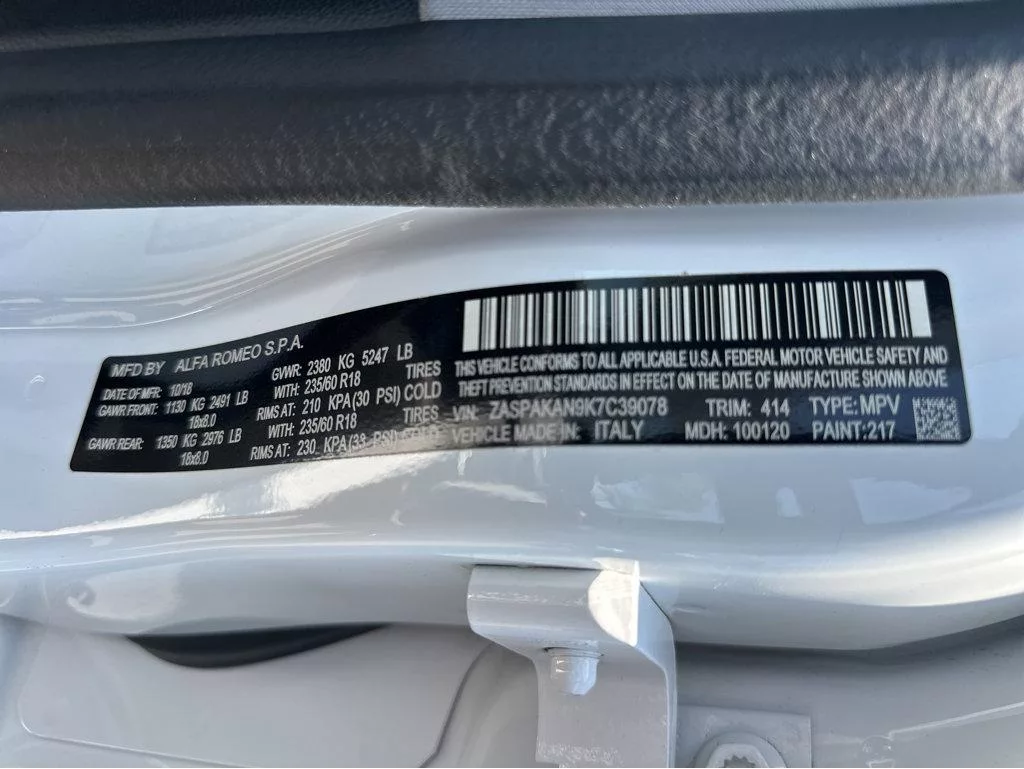 MFD BY ALFA ROMEO S.P.A.
DATE OF MFR: 10/18 GWVR: 2380 KG 5247 LB
GAWR FRONT: 1130 KG 2491 LB WITH: 235/60 R18 TIRES
18x8.0 RIMS AT: 210 KPA(30 PSI) COLD
GAWR REAR: 1350 KG 2976 LB WITH: 235/60 R18 TIRES
18x8.0 RIMS AT: 230 KPA(38 PSI) COLD
THIS VEHICLE CONFORMS TO ALL APPLICABLE U.S.A. FEDERAL MOTOR VEHICLE SAFETY AND
THEFT PREVENTION STANDARDS IN EFFECT ON THE DATE OF MANUFACTURE SHOWN ABOVE
VIN: ZASPAKAN9K7C39078 TRIM: 414 TYPE: MPV
VEHICLE MADE IN: ITALY MDH: 100120 PAINT: 217